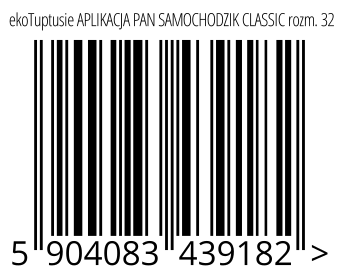 ekoTuptusie APLIKACJA PAN SAMOCHODZIK CLASSIC rozm. 32
5 904083 439182 >